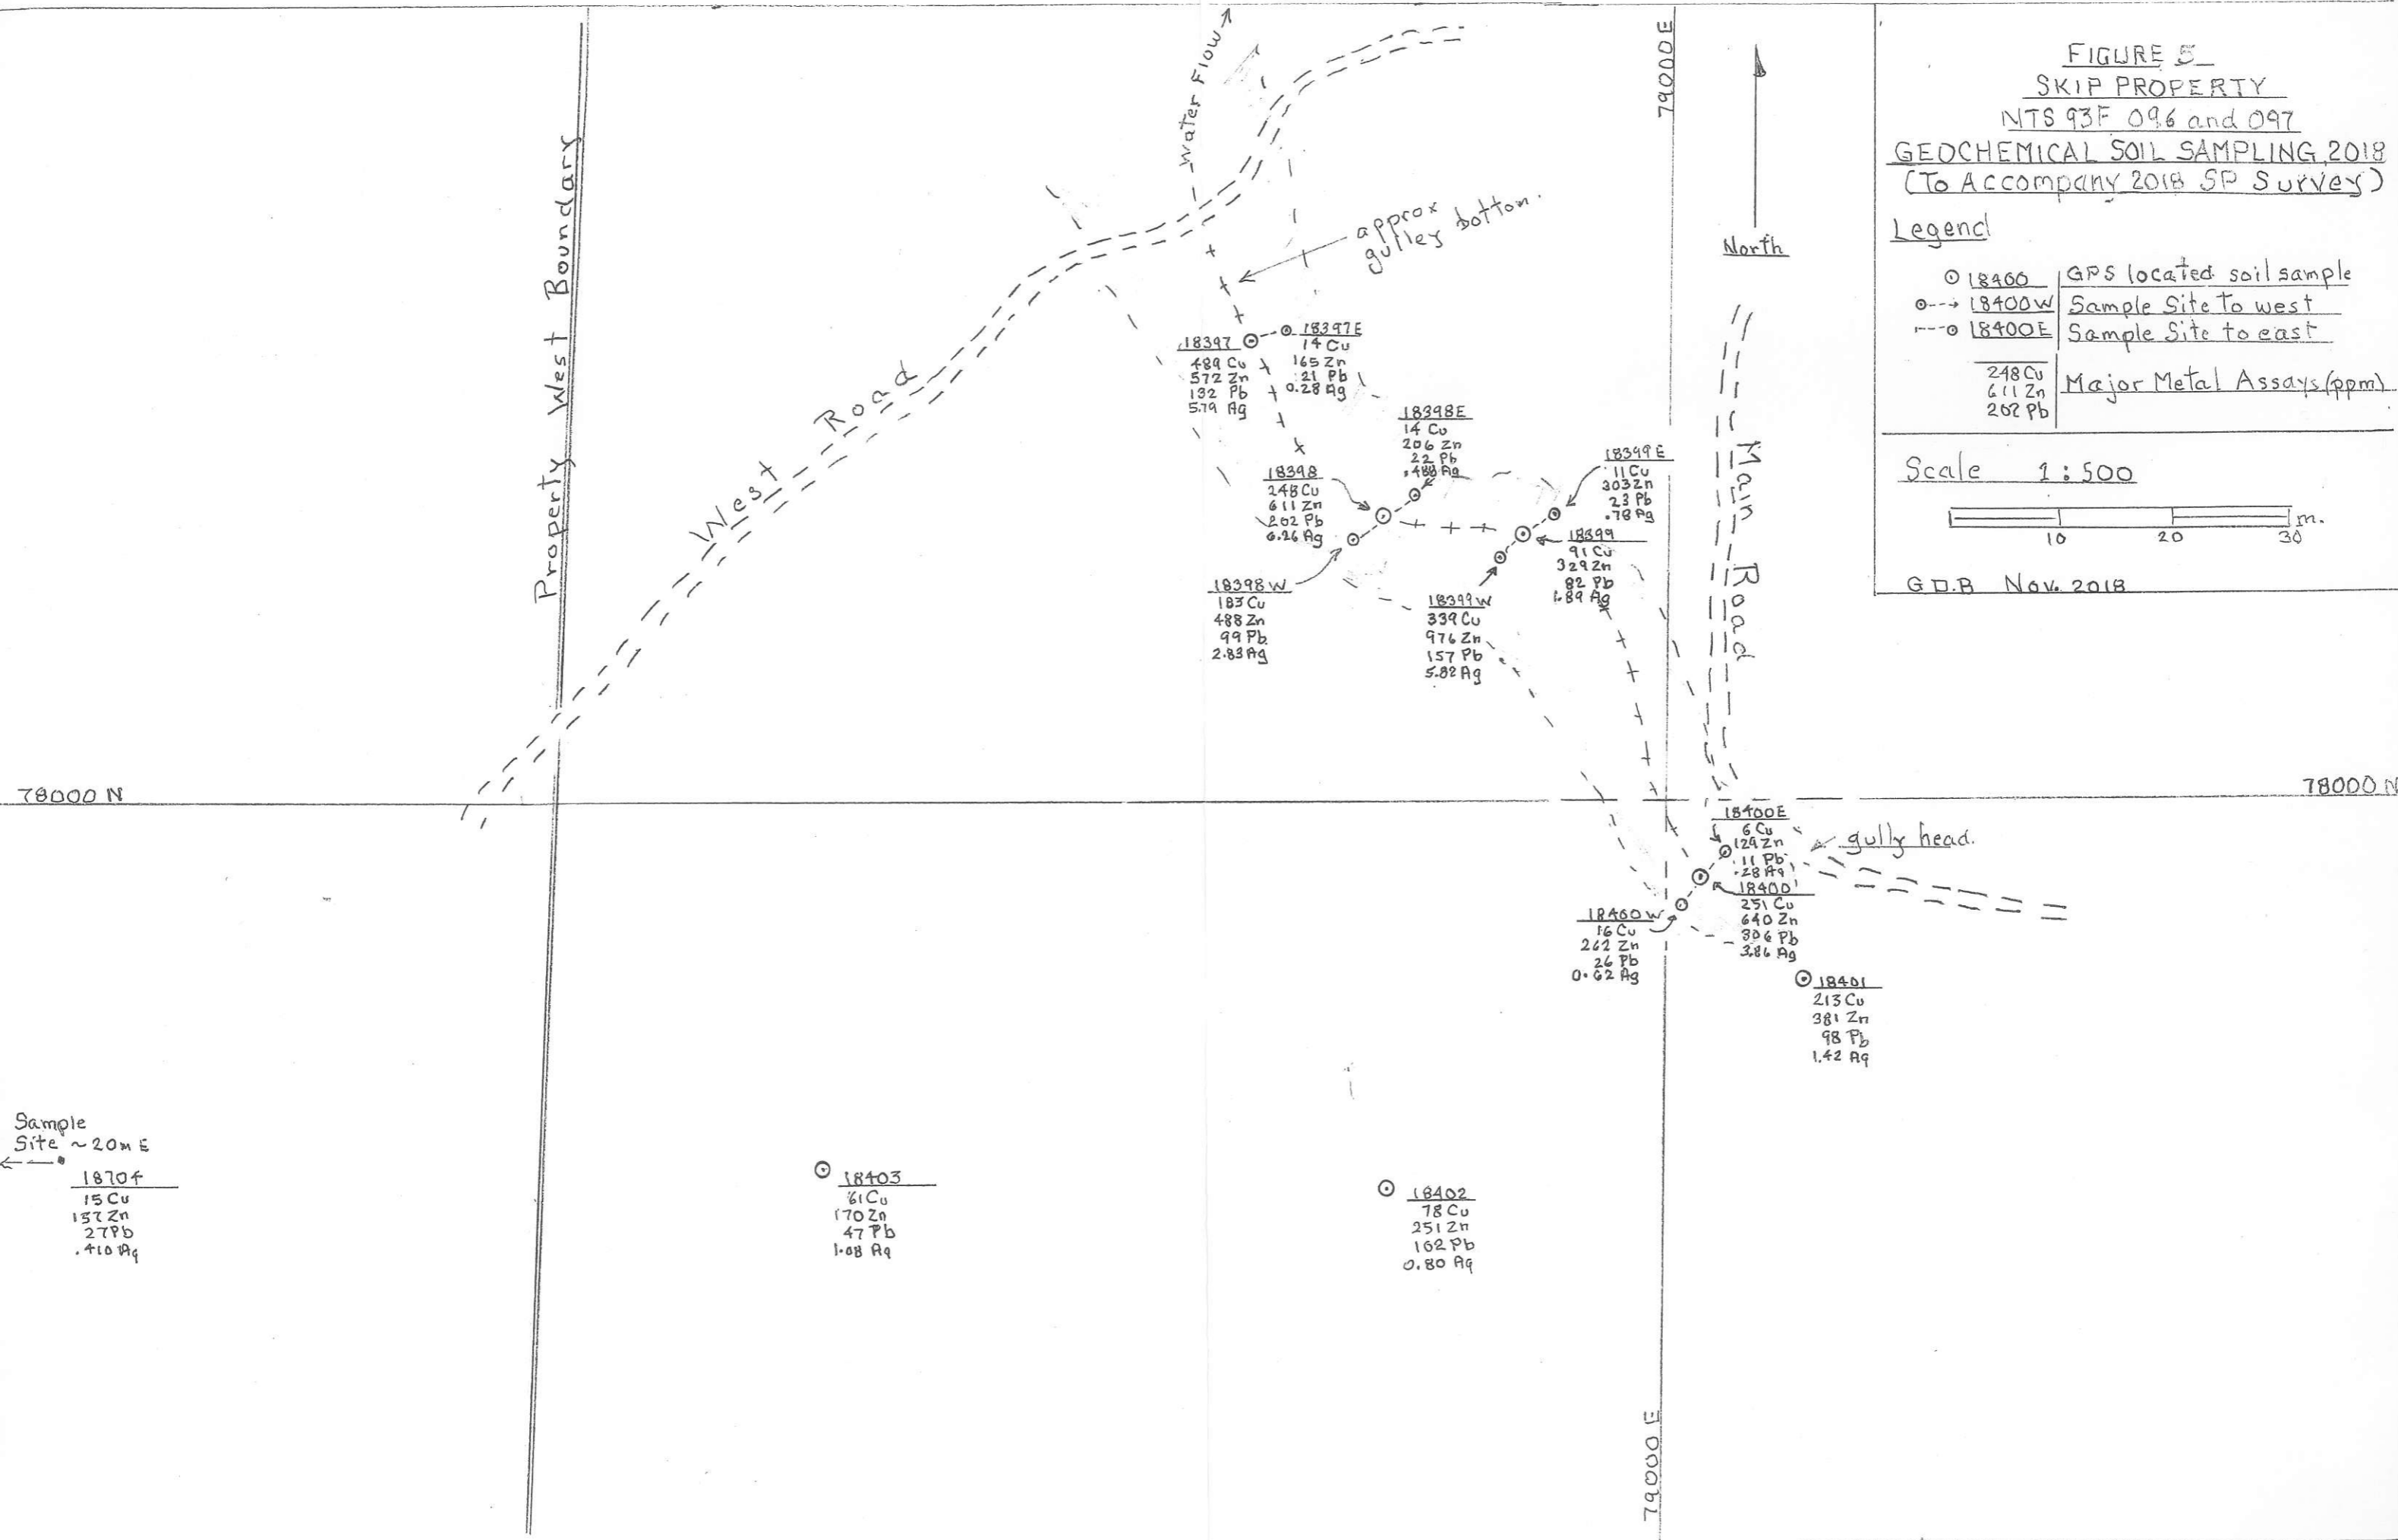 FIGURE 5
SKIP PROPERTY
NTS 93F 096 and 097
GEOCHEMICAL SOIL SAMPLING, 2018
(To Accompany 2018 SP Survey)
Legend
18400 GPS located soil sample
18400W Sample Site to west
18400E Sample Site to east
248 Cu
611 Zn
202 Pb
Major Metal Assays (ppm)
Scale 1:500
10 20 30 m.
G.D.B Nov. 2018
North
79000 E
Water Flow
Property West Boundary
West Road
approx
gulley bottom.
18397
489 Cu
572 Zn
132 Pb
5.79 Ag
18397E
14 Cu
165 Zn
21 Pb
0.28 Ag
18398E
14 Cu
206 Zn
22 Pb
.488 Ag
18398
248 Cu
611 Zn
202 Pb
6.26 Ag
18399E
11 Cu
303 Zn
23 Pb
.78 Ag
18399
91 Cu
329 Zn
82 Pb
1.89 Ag
18398W
183 Cu
488 Zn
99 Pb
2.83 Ag
18399W
339 Cu
976 Zn
157 Pb
5.82 Ag
Main Road
78000 N
78000 N
18400E
6 Cu
129 Zn
11 Pb
.28 Ag
gully head.
18400
251 Cu
640 Zn
306 Pb
3.86 Ag
18400W
16 Cu
262 Zn
26 Pb
0.62 Ag
18401
213 Cu
381 Zn
98 Pb
1.42 Ag
Sample
Site ~20m E
18704
15 Cu
157 Zn
27 Pb
.410 Ag
18403
61 Cu
170 Zn
47 Pb
1.08 Ag
18402
78 Cu
251 Zn
162 Pb
0.80 Ag
79000 E